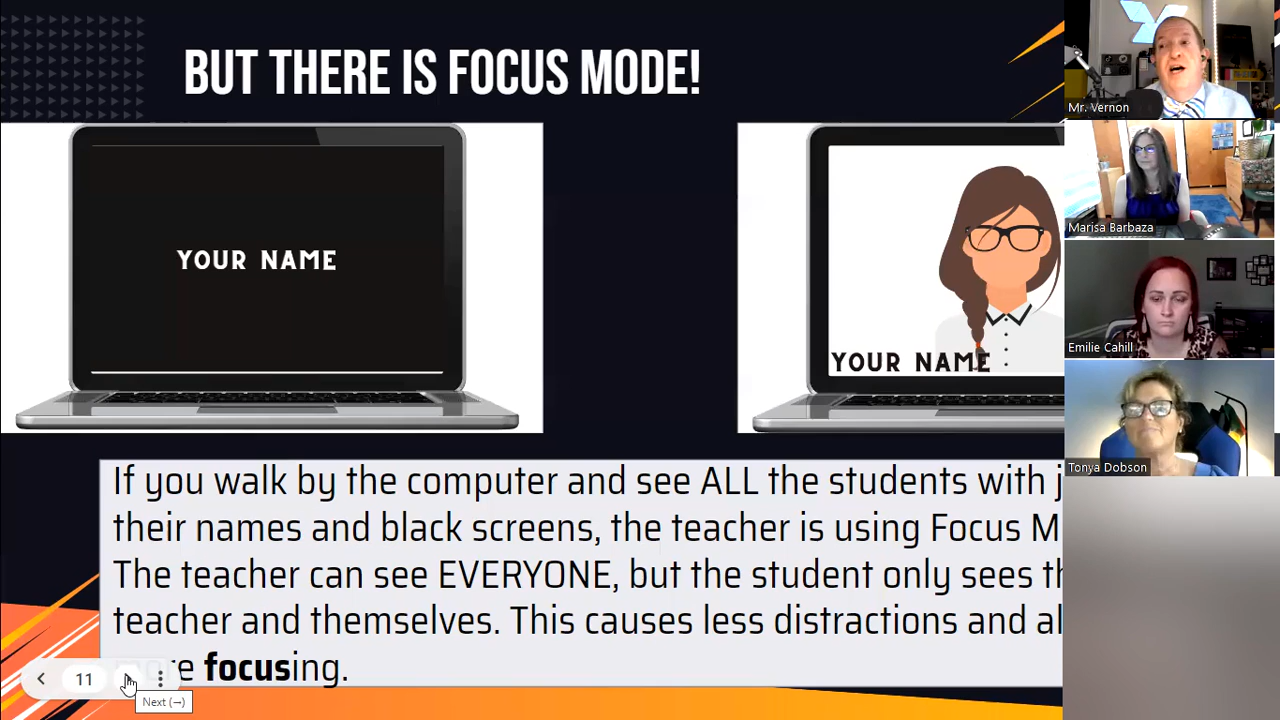 BUT THERE IS FOCUS MODE!
YOUR NAME
YOUR NAME
If you walk by the computer and see ALL the students with
their names and black screens, the teacher is using Focus
The teacher can see EVERYONE, but the student only sees
teacher and themselves. This causes less distractions and
focusing.
11
Next (→)
Mr. Vernon
Marisa Barbaza
Emilie Cahill
Tonya Dobson